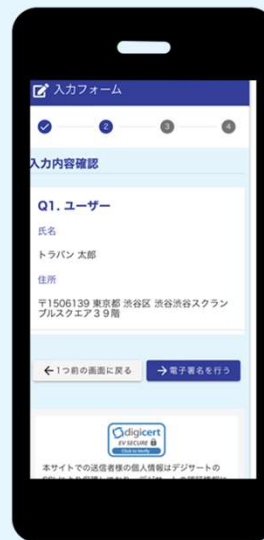 入力フォーム
2 3 4
入力内容確認
Q1. ユーザー
氏名
トラバン 太郎
住所
〒1506139 東京都 渋谷区 渋谷渋谷スクラン
ブルスクエア39階
←1つ前の画面に戻る →電子署名を行う
digicert
EV SECURE
Click to Verify
本サイトでの送信者様の個人情報はデジサートの